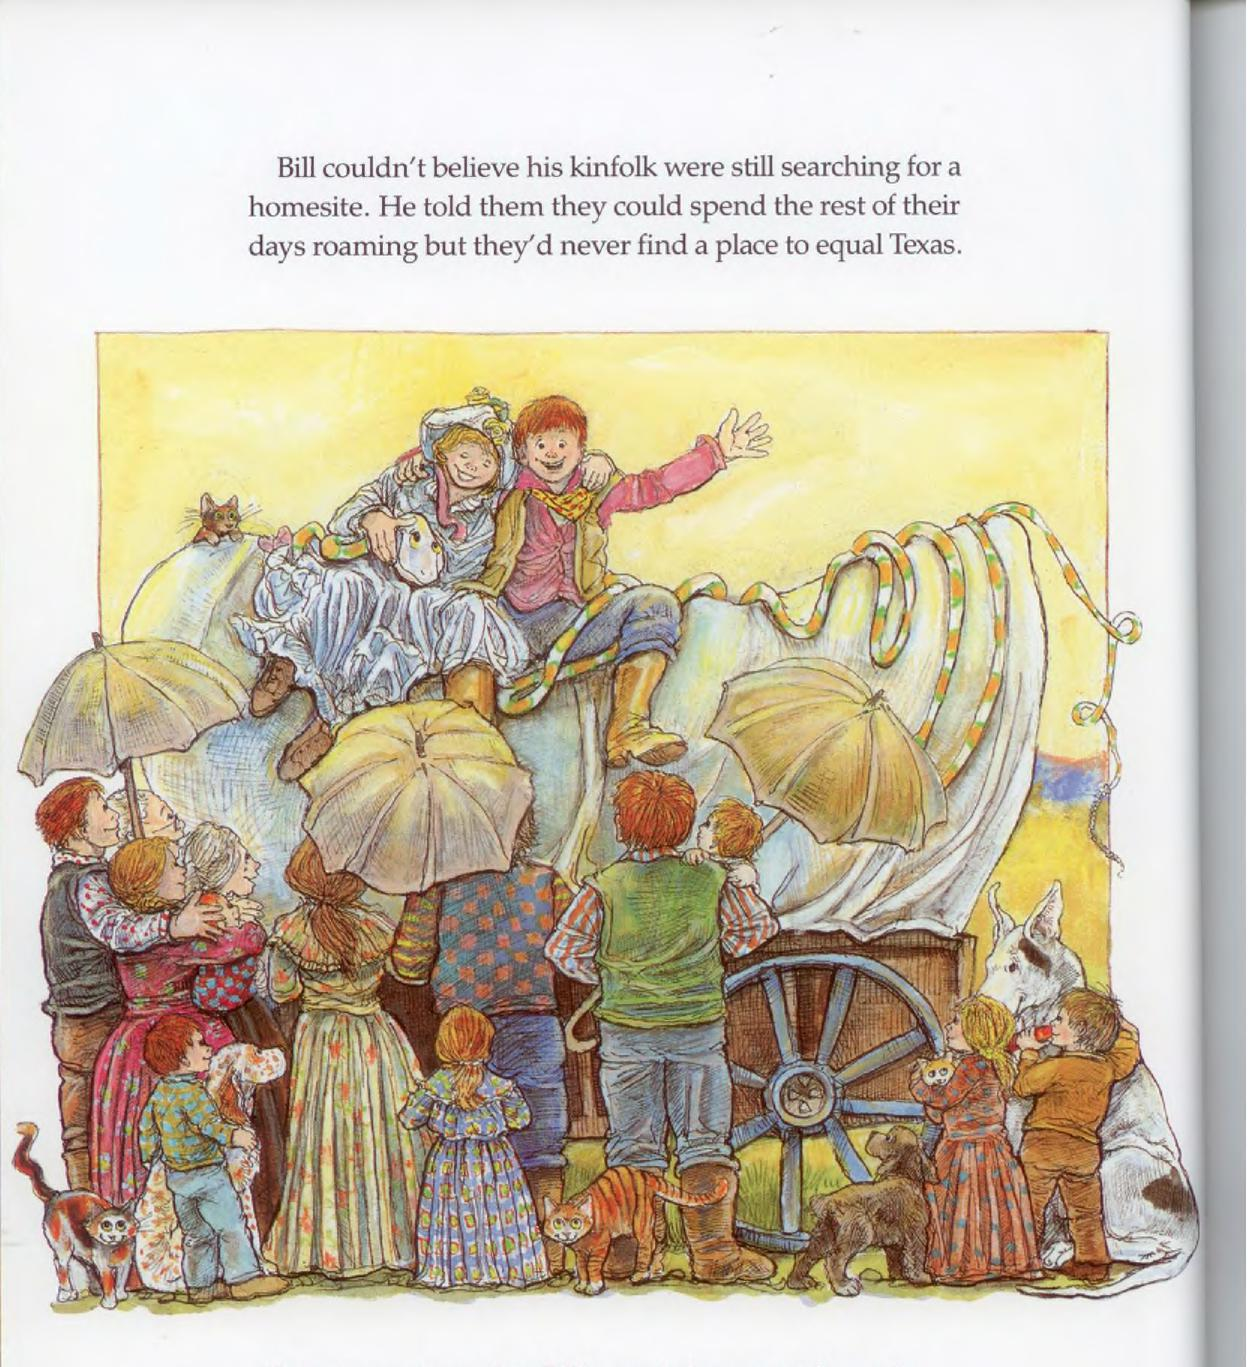 Bill couldn't believe his kinfolk were still searching for a
homesite. He told them they could spend the rest of their
days roaming but they'd never find a place to equal Texas.